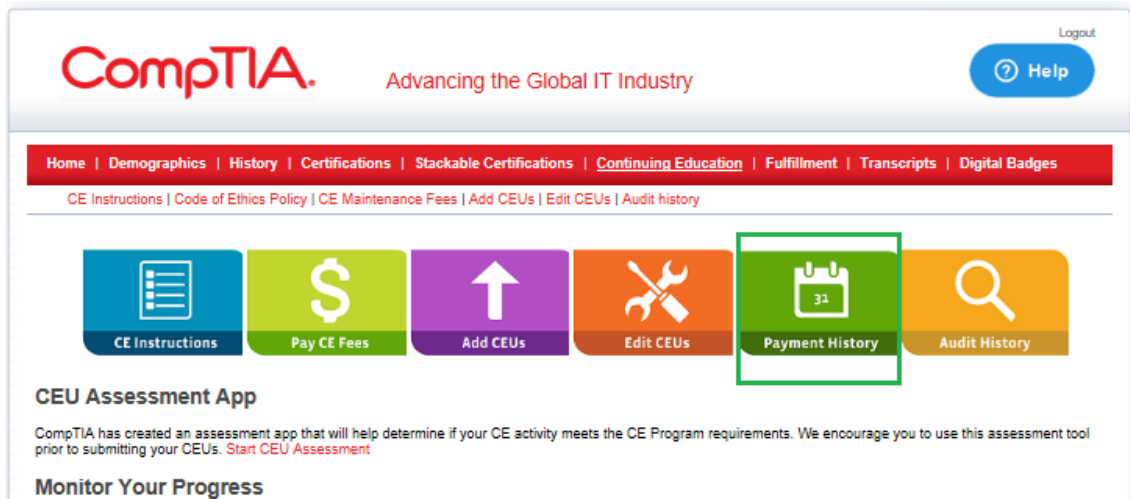 Logout
CompTIA.
Advancing the Global IT Industry
? Help
Home | Demographics | History | Certifications | Stackable Certifications | Continuing Education | Fulfillment | Transcripts | Digital Badges
CE Instructions | Code of Ethics Policy | CE Maintenance Fees | Add CEUs | Edit CEUs | Audit history
$
31
CE Instructions
Pay CE Fees
Add CEUs
Edit CEUs
Payment History
Audit History
CEU Assessment App
CompTIA has created an assessment app that will help determine if your CE activity meets the CE Program requirements. We encourage you to use this assessment tool
prior to submitting your CEUs. Start CEU Assessment
Monitor Your Progress